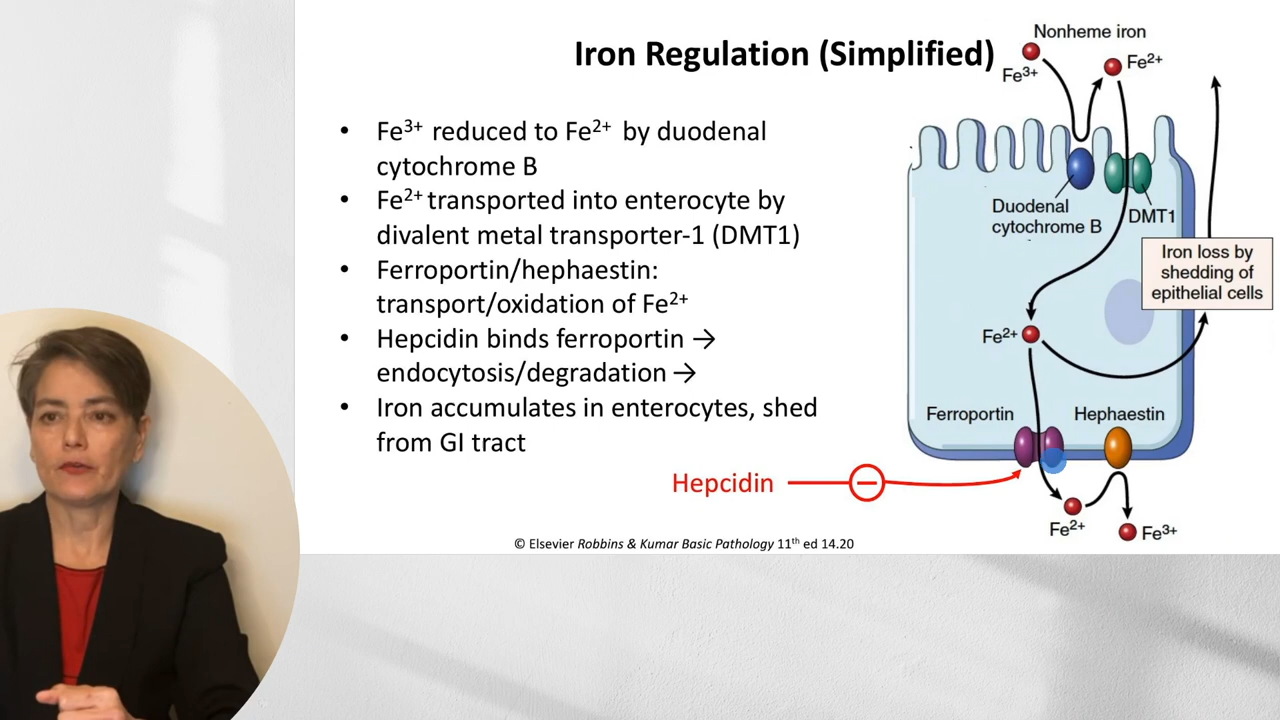 Iron Regulation (Simplified)
• Fe³⁺ reduced to Fe²⁺ by duodenal
cytochrome B
• Fe²⁺ transported into enterocyte by
divalent metal transporter-1 (DMT1)
• Ferroportin/hephaestin:
transport/oxidation of Fe²⁺
• Hepcidin binds ferroportin →
endocytosis/degradation →
• Iron accumulates in enterocytes, shed
from GI tract
Hepcidin
Nonheme iron
Fe³⁺
Fe²⁺
Duodenal
cytochrome B
DMT1
Iron loss by
shedding of
epithelial cells
Fe²⁺
Ferroportin
Hephaestin
Fe²⁺
Fe³⁺
© Elsevier Robbins & Kumar Basic Pathology 11ᵗʰ ed 14.20